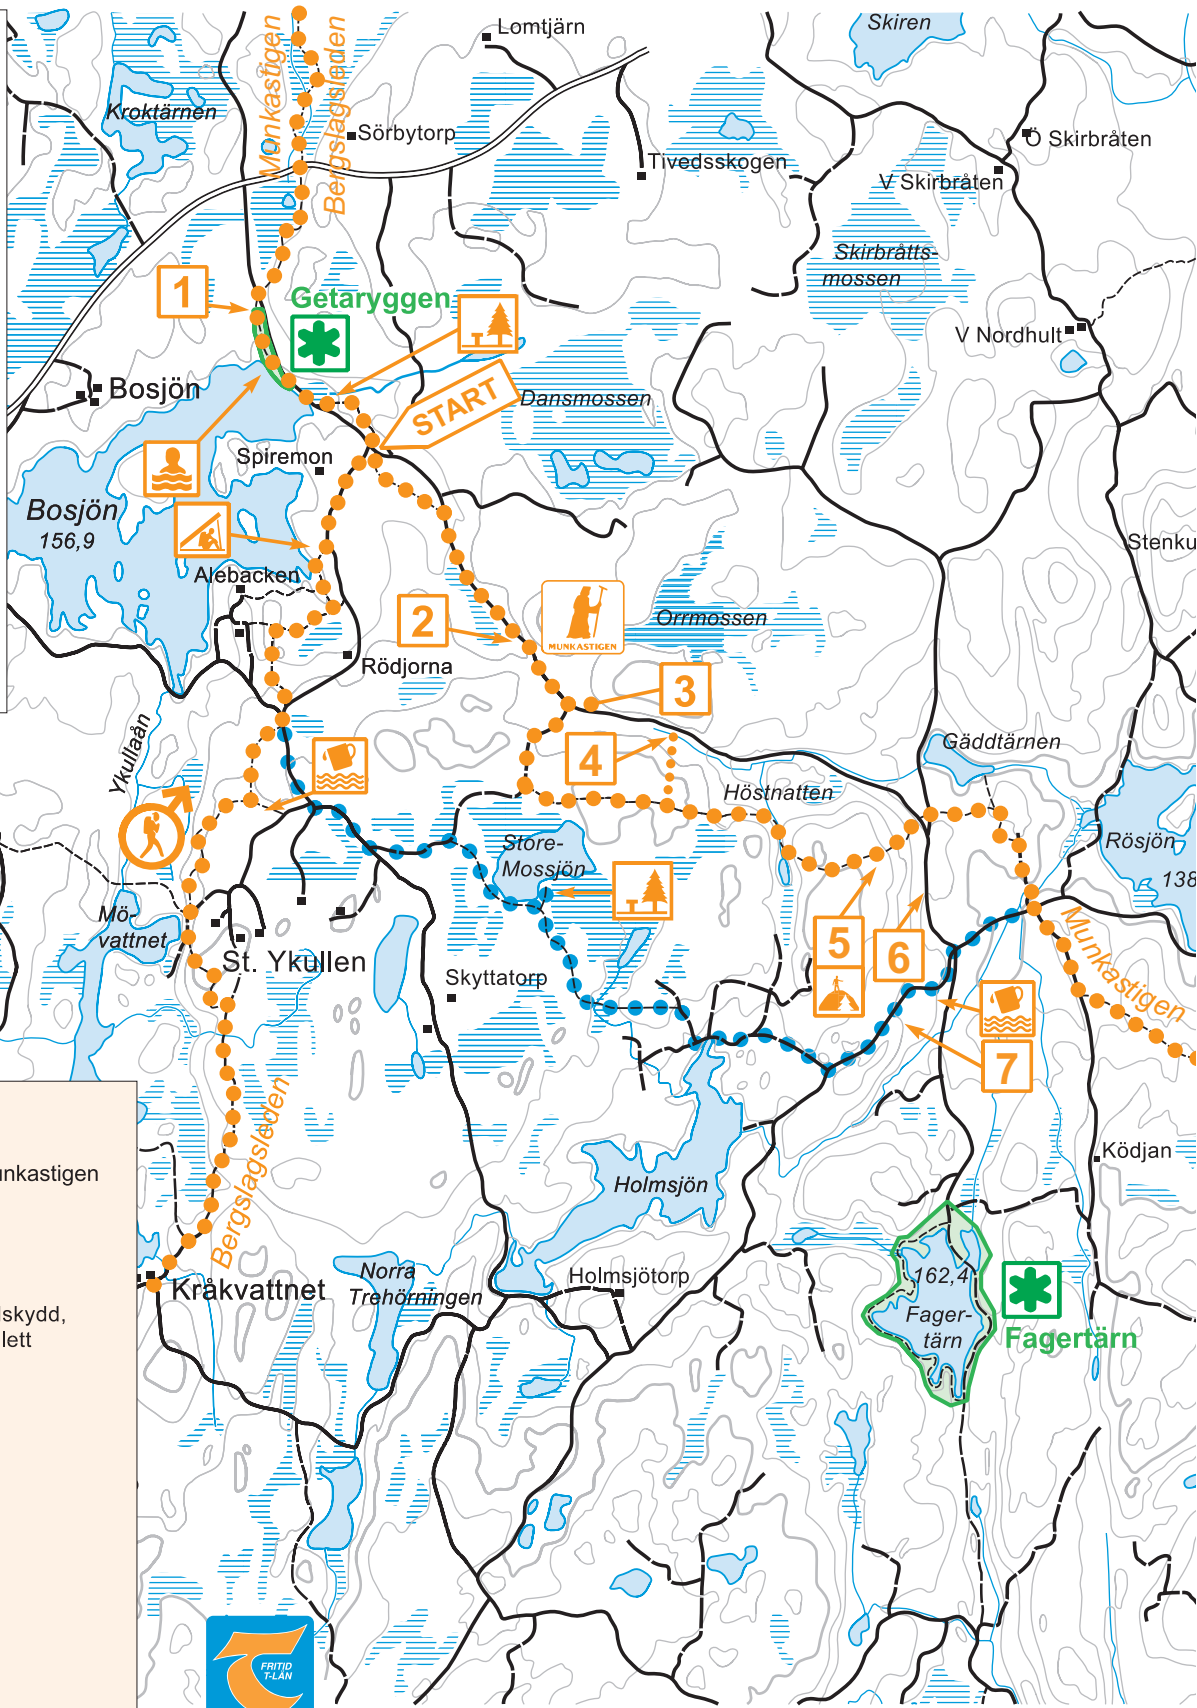 Skiren
Lomtjärn
Munkastigen
Bergslagsleden
Kroktärnen
Sörbytorp
Tivedsskogen
Ö Skirbråten
V Skirbråten
Skirbråtts-
mossen
1
Getaryggen
V Nordhult
Bosjön
START
Dansmossen
Spiremon
Bosjön
156,9
Stenku
Alebacken
2
MUNKASTIGEN
Orrmossen
Rödjorna
3
Ykullaån
4
Gäddtärnen
Höstnatten
Store-
Mossjön
Rösjön
138
Mö-
vattnet
5
6
Munkastigen
St. Ykullen
Skyttatorp
7
Bergslagsleden
unkastigen
Ködjan
Holmsjön
Kråkvattnet
Norra
Trehörningen
Holmsjötorp
162,4
Fager-
tärn
Fagertärn
lskydd,
lett
FRITID
T-LÅN